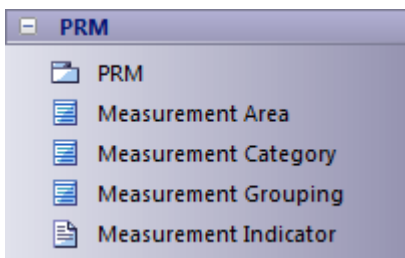 PRM
PRM
Measurement Area
Measurement Category
Measurement Grouping
Measurement Indicator